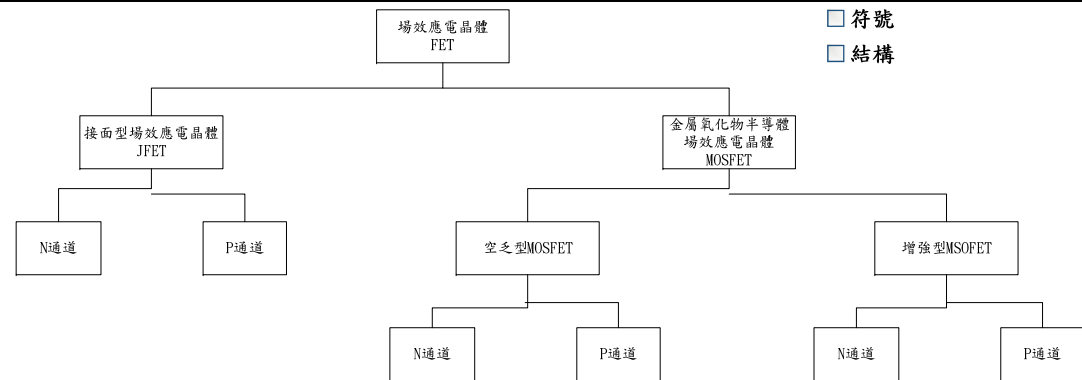 場效應電晶體
FET
符號
結構
接面型場效應電晶體
JFET
金屬氧化物半導體
場效應電晶體
MOSFET
N通道
P通道
空乏型MOSFET
增強型MSOFET
N通道
P通道
N通道
P通道